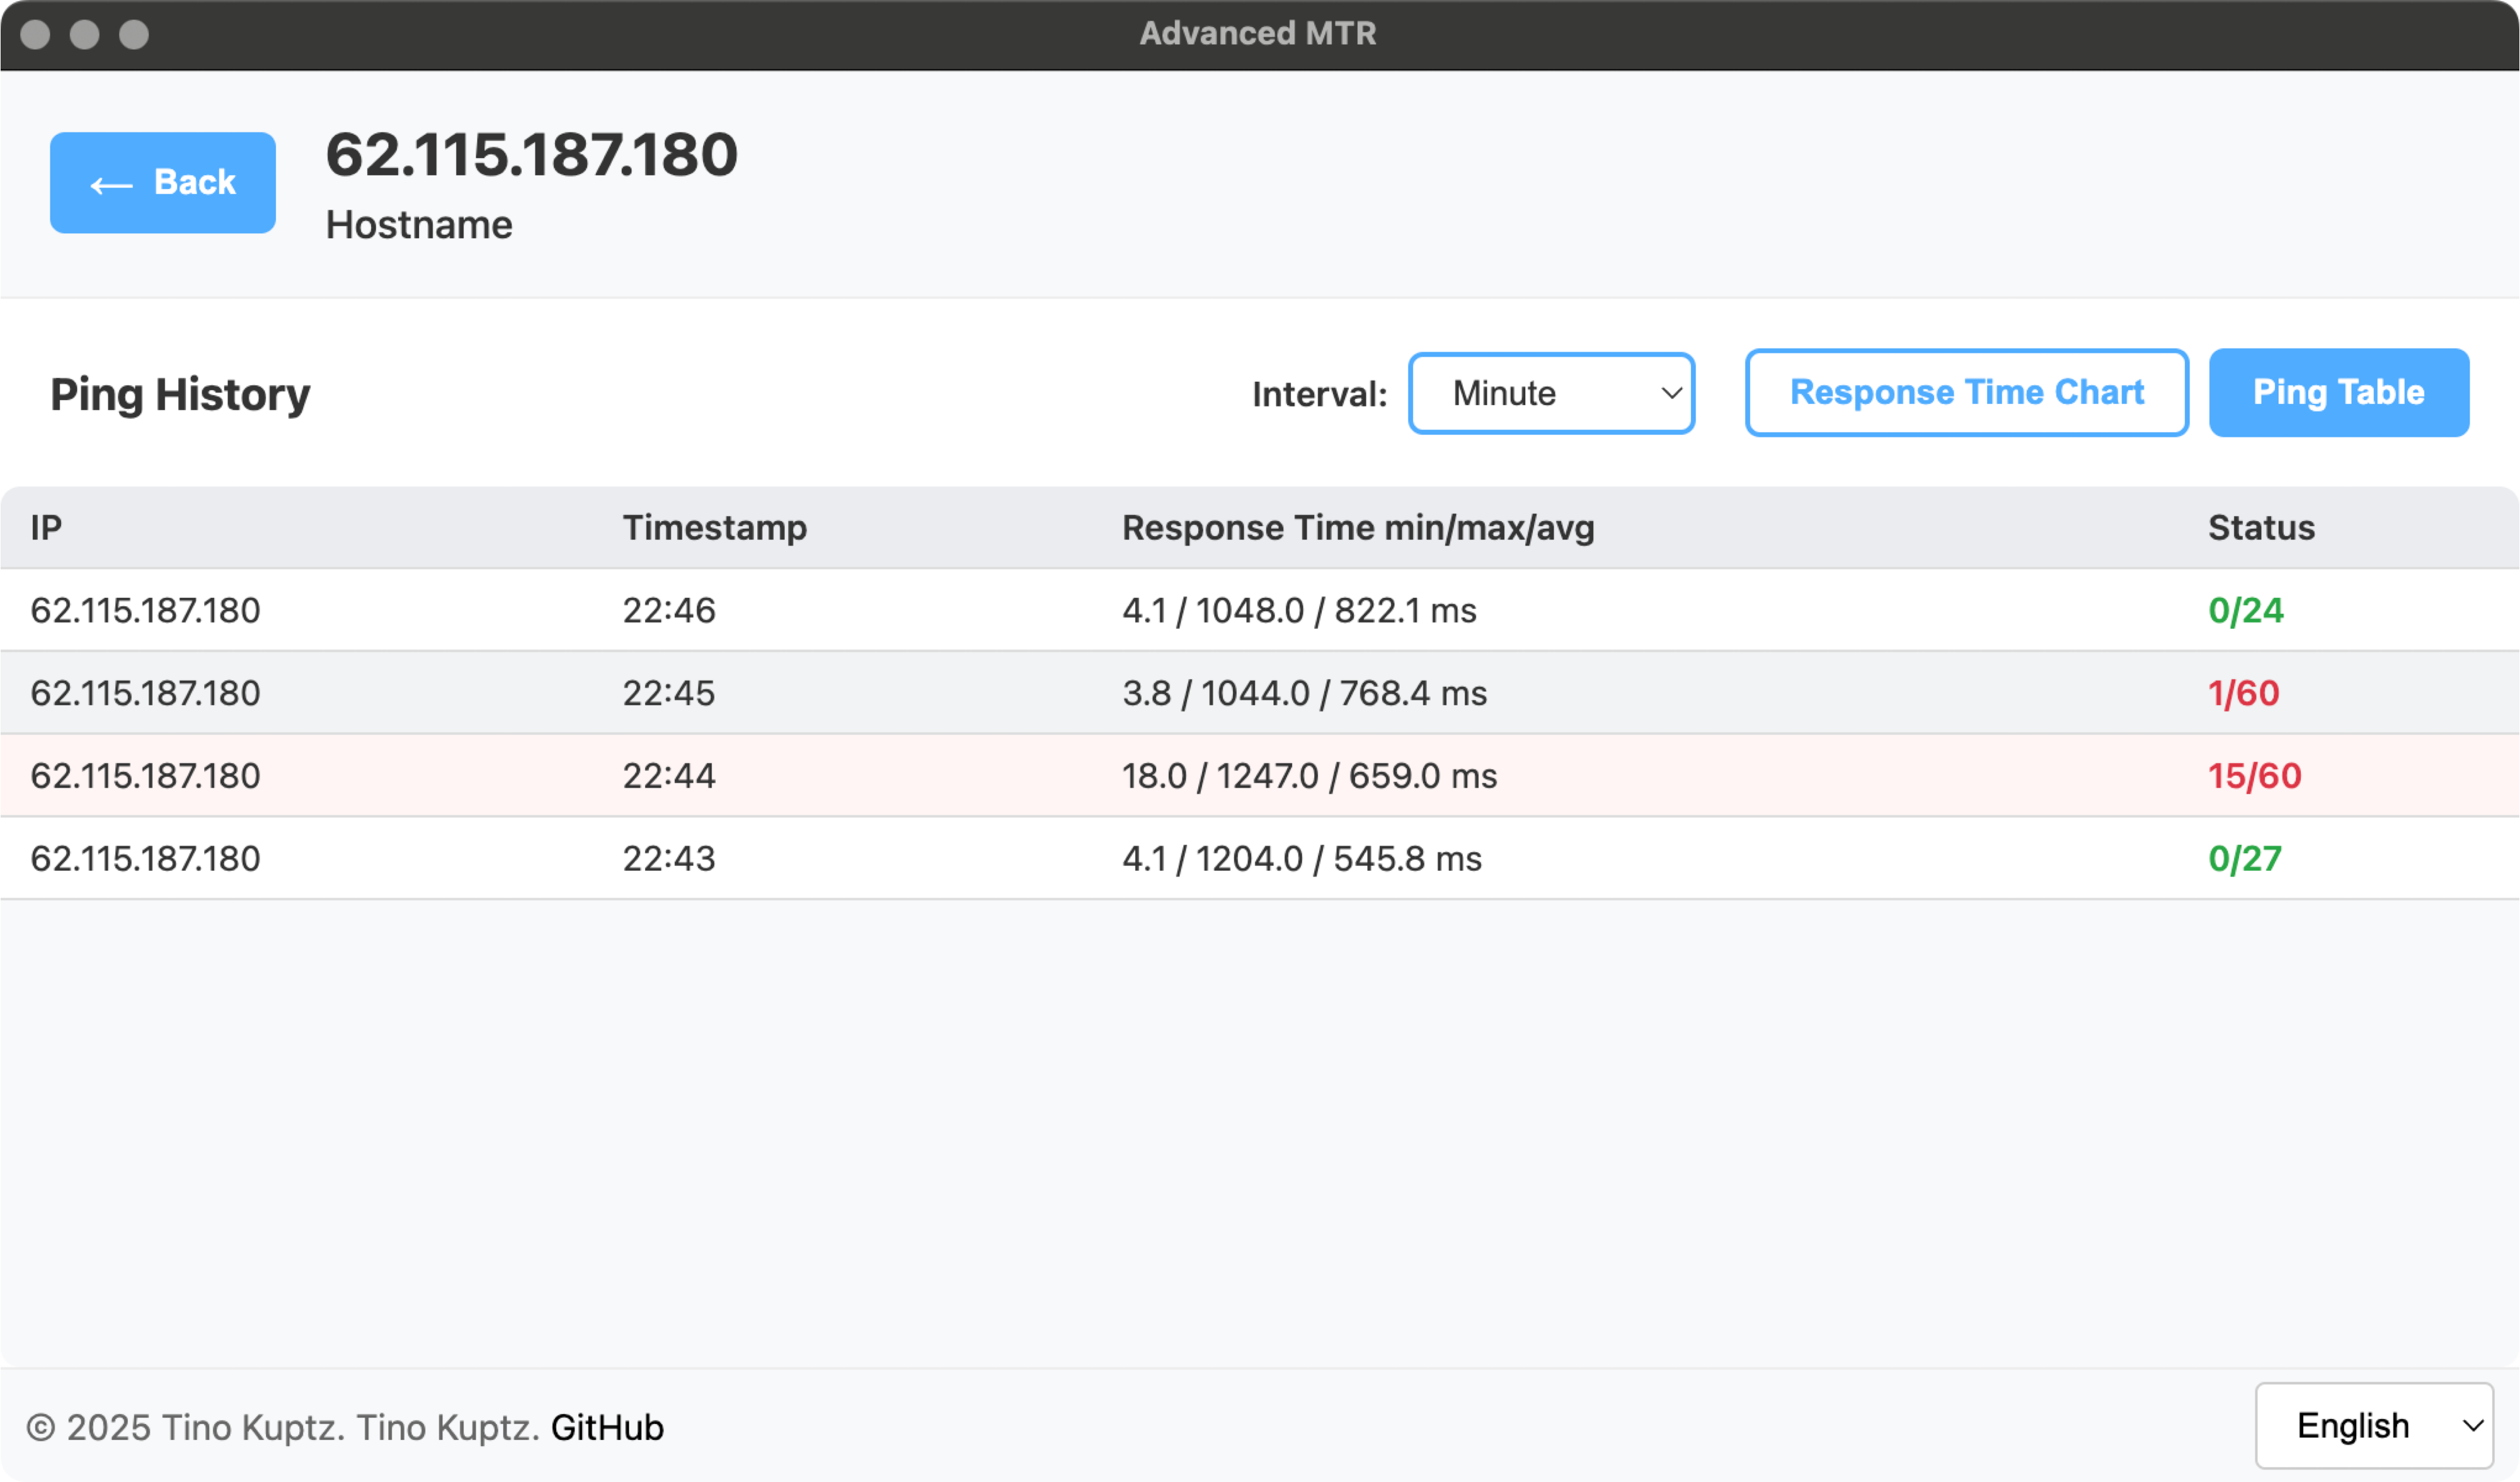 Advanced MTR
← Back
62.115.187.180
Hostname
Ping History
Interval: Minute
Response Time Chart
Ping Table
IP Timestamp Response Time min/max/avg Status
62.115.187.180 22:46 4.1 / 1048.0 / 822.1 ms 0/24
62.115.187.180 22:45 3.8 / 1044.0 / 768.4 ms 1/60
62.115.187.180 22:44 18.0 / 1247.0 / 659.0 ms 15/60
62.115.187.180 22:43 4.1 / 1204.0 / 545.8 ms 0/27
© 2025 Tino Kuptz. Tino Kuptz. GitHub
English